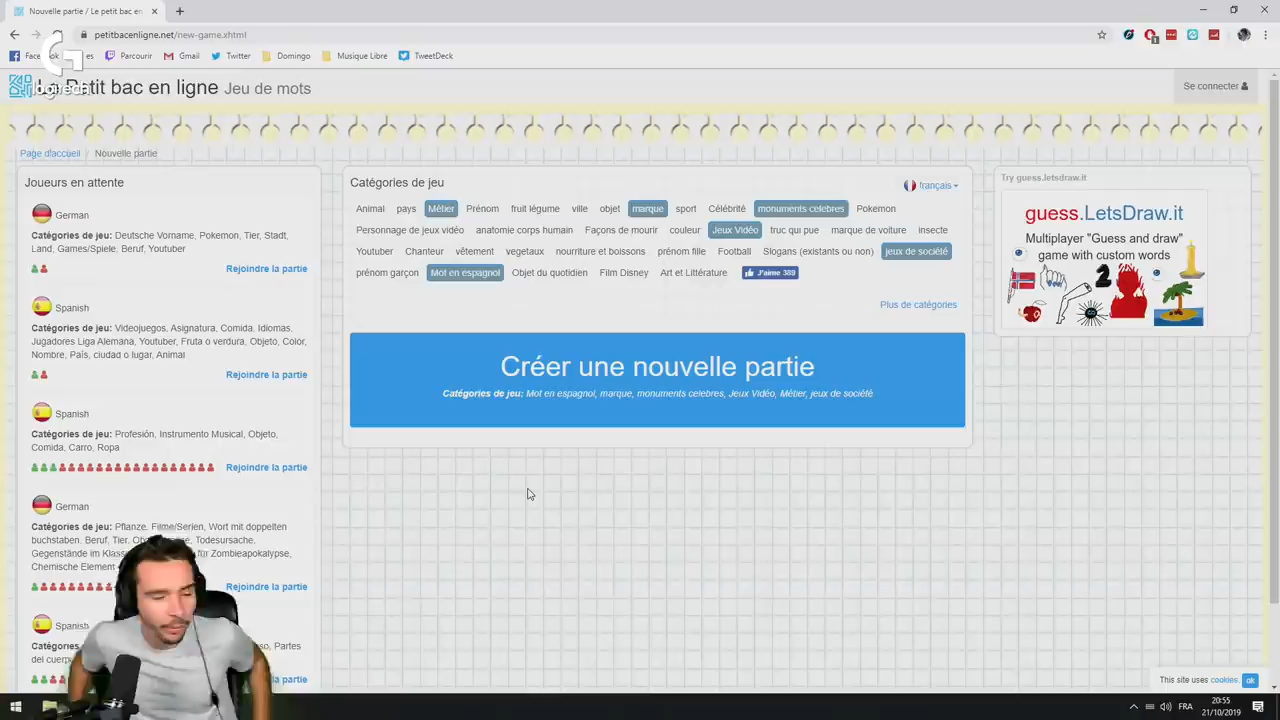 Nouvelle partie / Le petit bac en
petitbacenligne.net/new-game.xhtml
Parcourir Gmail Twitter Domingo Musique Libre TweetDeck
Petit bac en ligne Jeu de mots
Se connecter
Page d'accueil / Nouvelle partie
Joueurs en attente
German
Catégories de jeu: Deutsche Vorname, Pokemon, Tier, Stadt,
Land, Games/Spiele, Beruf, Youtuber
Rejoindre la partie
Spanish
Catégories de jeu: Videojuegos, Asignatura, Comida, Idiomas,
Jugadores Liga Alemana, Youtuber, Fruta o verdura, Objeto, Color,
Nombre, País, ciudad o lugar, Animal
Rejoindre la partie
Spanish
Catégories de jeu: Profesión, Instrumento Musical, Objeto,
Comida, Carro, Ropa
Rejoindre la partie
German
Catégories de jeu: Pflanze, Filme/Serien, Wort mit doppelten
buchstaben, Beruf, Tier, Todesursache,
Gegenstände im für Zombieapokalypse,
Chemische Element
Rejoindre la partie
Spanish
Partes
del cuerpo
la partie
Catégories de jeu
français
Animal pays Métier Prénom fruit légume ville objet marque sport Célébrité monuments celebres Pokemon
Personnage de jeux vidéo anatomie corps humain Façons de mourir couleur Jeux Vidéo truc qui pue marque de voiture insecte
Youtuber Chanteur vêtement vegetaux nourriture et boissons prénom fille Football Slogans (existants ou non) jeux de société
prénom garçon Mot en espagnol Objet du quotidien Film Disney Art et Littérature J'aime 389
Plus de catégories
Créer une nouvelle partie
Catégories de jeu: Mot en espagnol, marque, monuments celebres, Jeux Vidéo, Métier, jeux de société
Try guess.letsdraw.it
guess.LetsDraw.it
Multiplayer "Guess and draw"
game with custom words
This site uses cookies. ok
FRA
20:55
21/10/2019